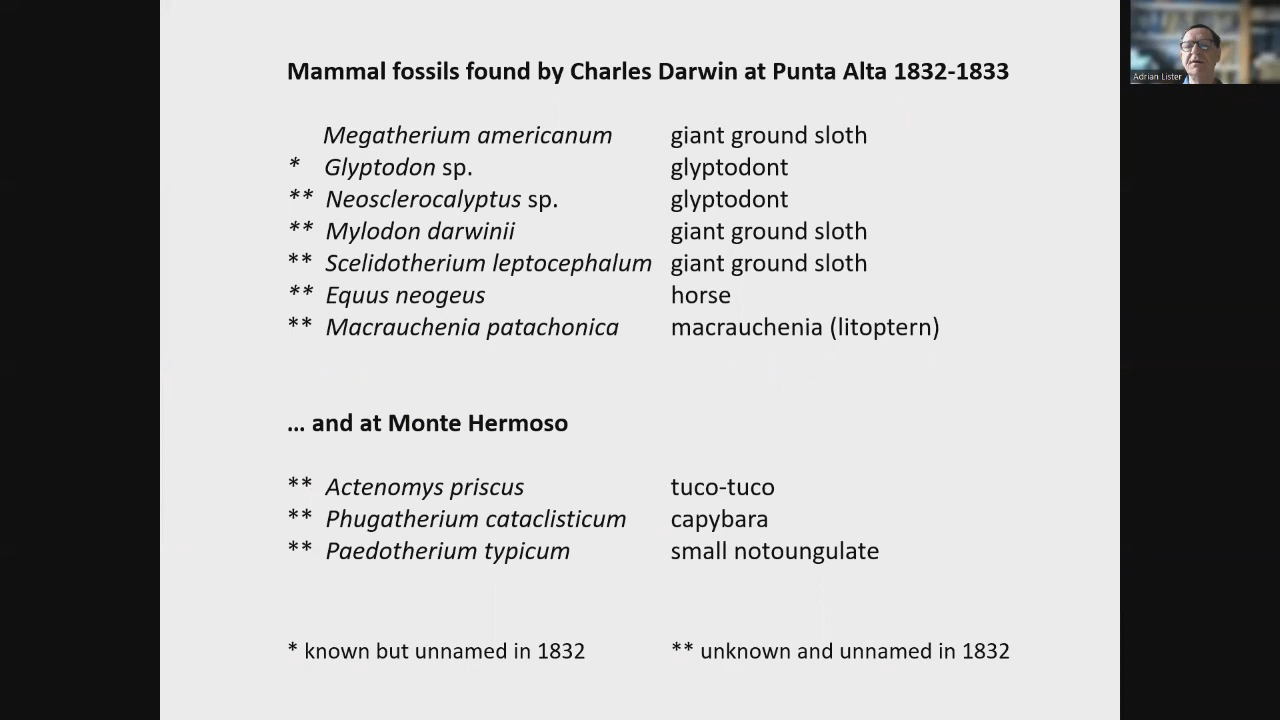 Mammal fossils found by Charles Darwin at Punta Alta 1832-1833
Adrian Lister
Megatherium americanum giant ground sloth
* Glyptodon sp. glyptodont
** Neosclerocalyptus sp. glyptodont
** Mylodon darwinii giant ground sloth
** Scelidotherium leptocephalum giant ground sloth
** Equus neogeus horse
** Macrauchenia patachonica macrauchenia (litoptern)
... and at Monte Hermoso
** Actenomys priscus tuco-tuco
** Phugatherium cataclisticum capybara
** Paedotherium typicum small notoungulate
* known but unnamed in 1832 ** unknown and unnamed in 1832